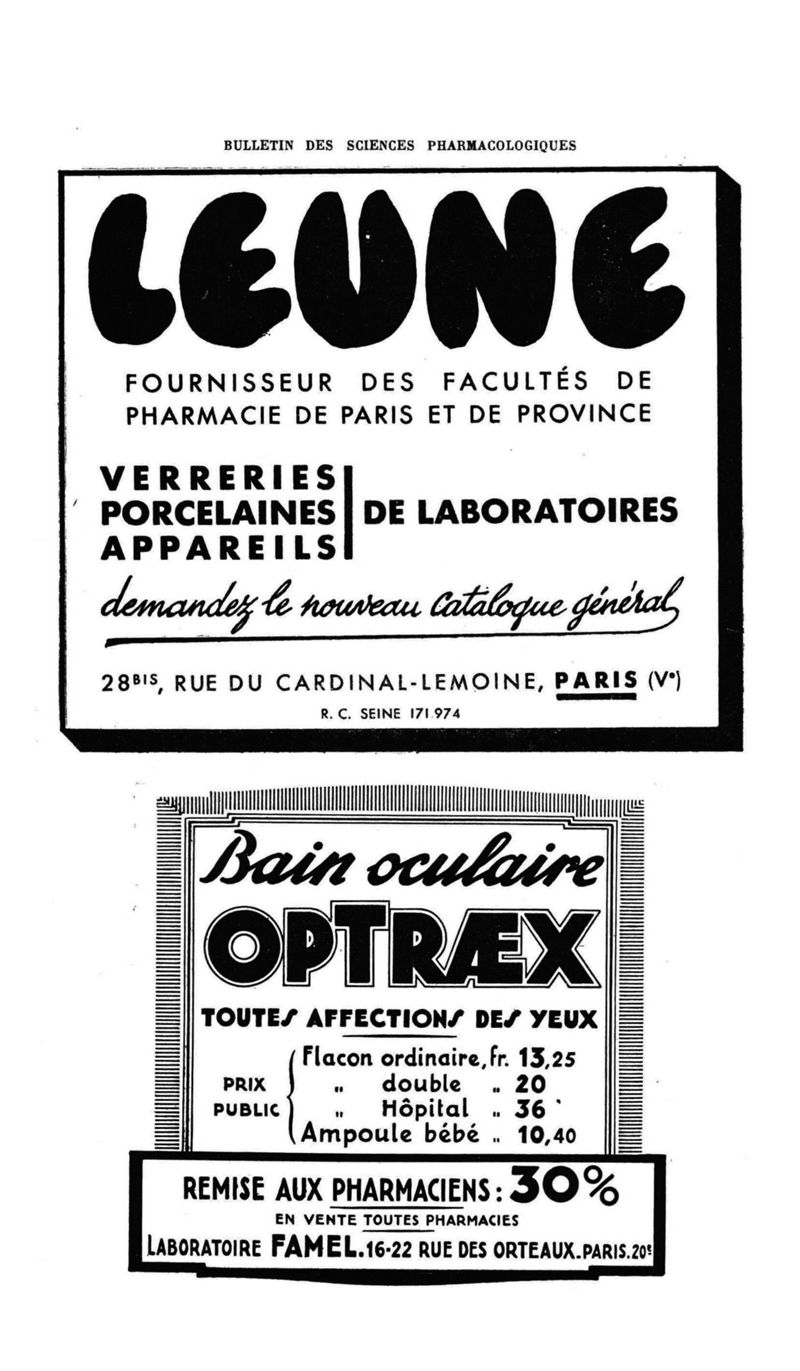 BULLETIN DES SCIENCES PHARMACOLOGIQUES
LEUNE
FOURNISSEUR DES FACULTÉS DE
PHARMACIE DE PARIS ET DE PROVINCE
VERRERIES
PORCELAINES DE LABORATOIRES
APPAREILS
demandez le nouveau catalogue général
28BIS, RUE DU CARDINAL-LEMOINE, PARIS (Ve)
R. C. SEINE 171.974
Bain oculaire
OPTRÆX
TOUTES AFFECTIONS DES YEUX
PRIX PUBLIC
Flacon ordinaire, fr. 13,25
„ double „ 20
„ Hôpital „ 36
Ampoule bébé „ 10,40
REMISE AUX PHARMACIENS : 30%
EN VENTE TOUTES PHARMACIES
LABORATOIRE FAMEL. 16-22 RUE DES ORTEAUX. PARIS. 20e